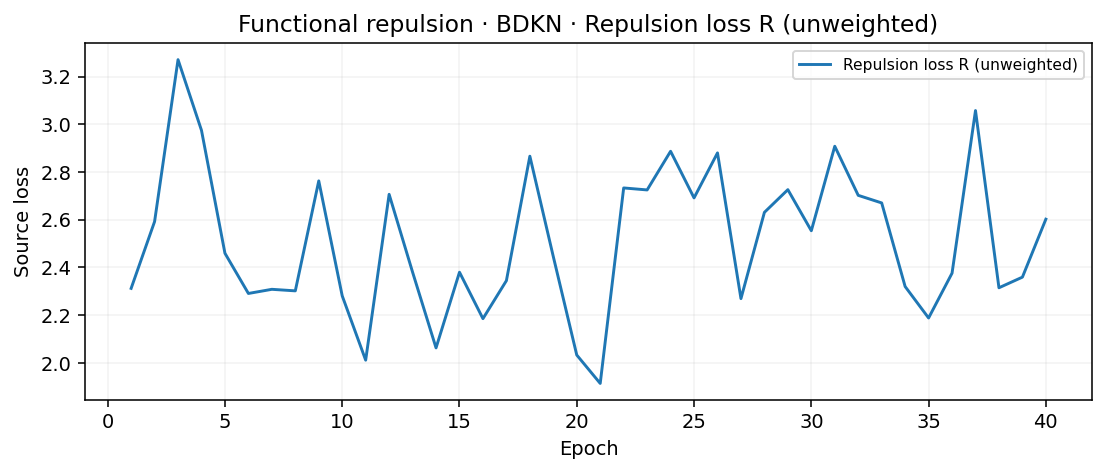 Functional repulsion · BDKN · Repulsion loss R (unweighted)
Repulsion loss R (unweighted)
Source loss
3.2
3.0
2.8
2.6
2.4
2.2
2.0
0 5 10 15 20 25 30 35 40
Epoch